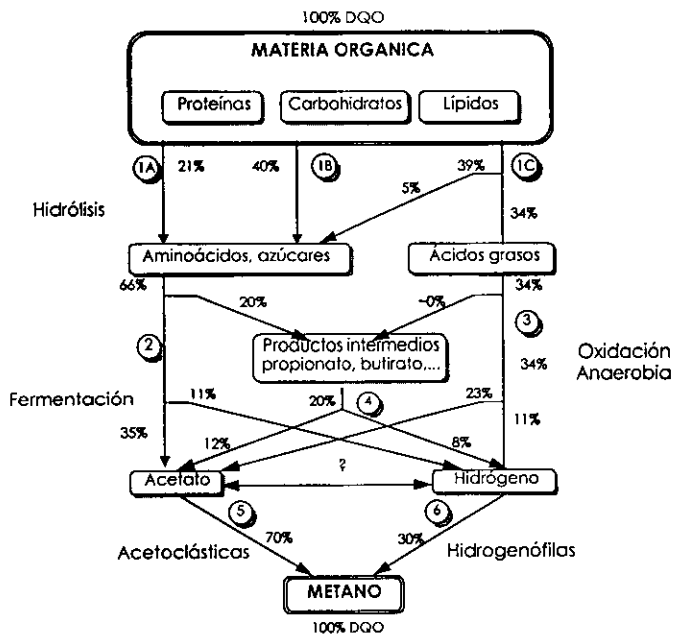 100% DQO
MATERIA ORGANICA
Proteínas Carbohidratos Lípidos
1A 21% 40% 1B 39% 1C
5%
Hidrólisis 34%
Aminoácidos, azúcares Ácidos grasos
66% 34%
20% ~0%
2 3
Productos intermedios
propionato, butirato,...
34% Oxidación
Anaerobia
Fermentación 11% 20% 4 23%
35% 12% 8% 11%
?
Acetato Hidrógeno
5 6
Acetoclásticas 70% 30% Hidrogenófilas
METANO
100% DQO